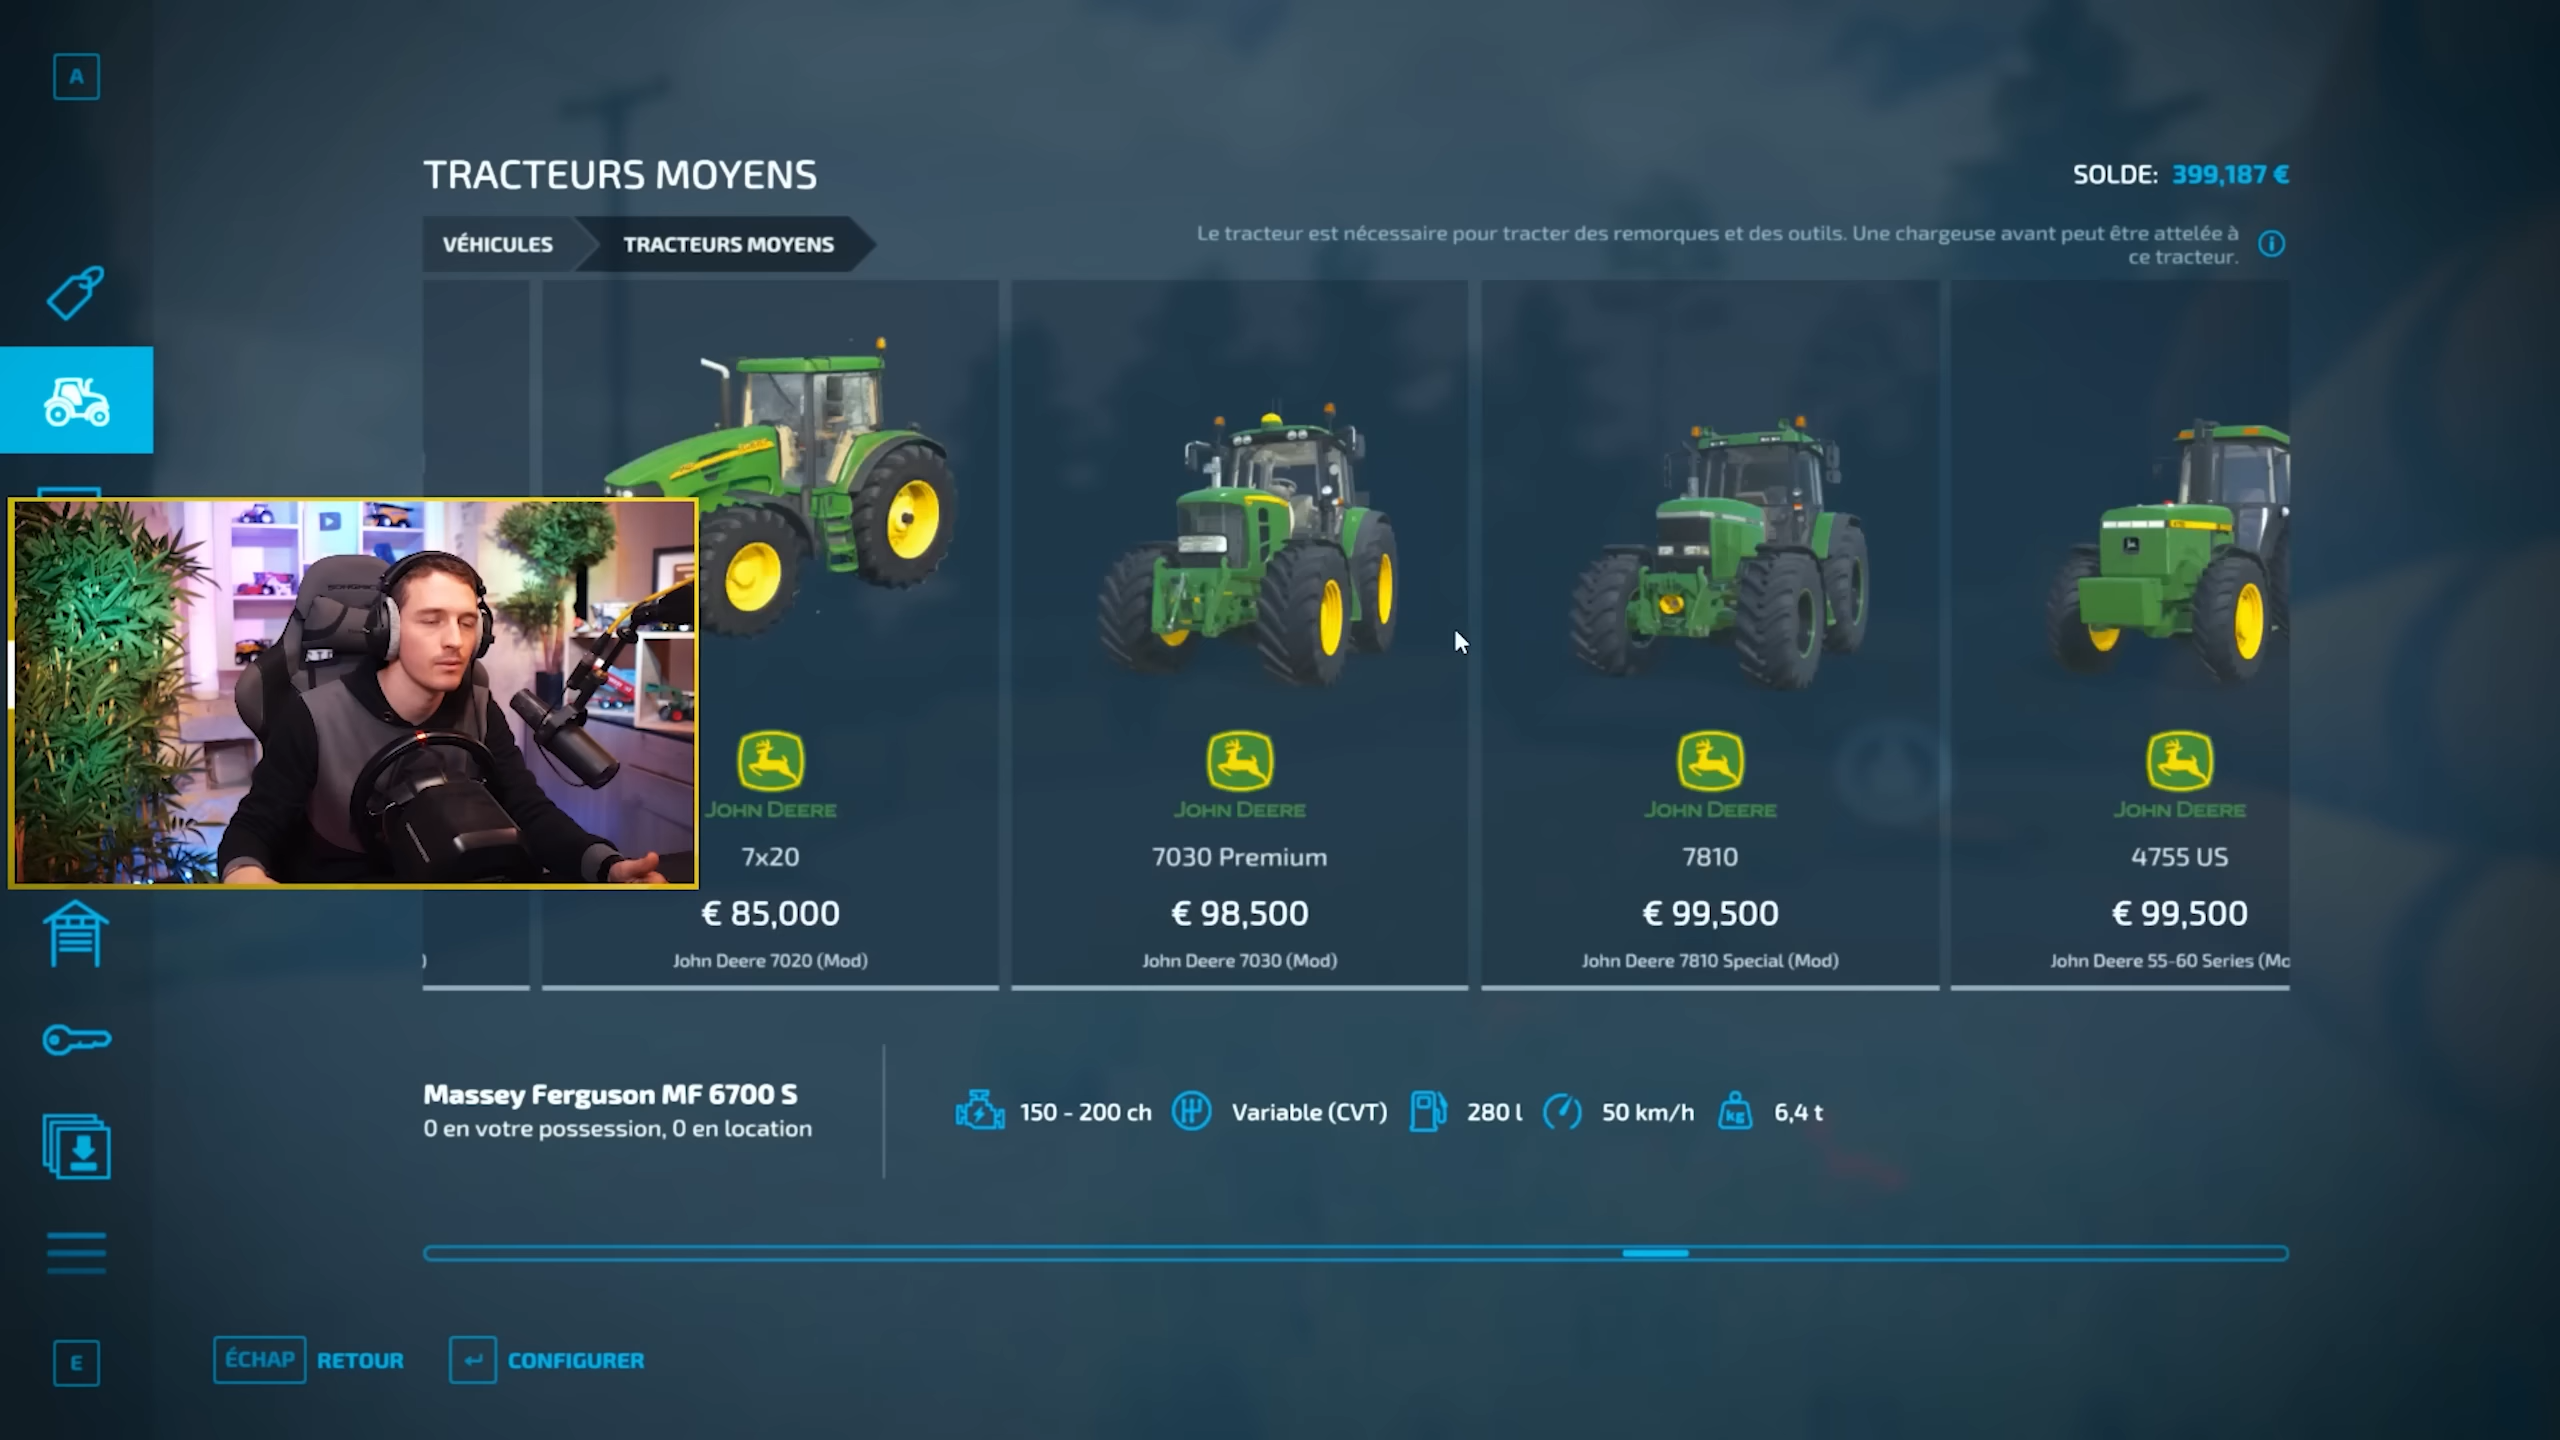 A
TRACTEURS MOYENS
SOLDE: 399,187 €
VÉHICULES
TRACTEURS MOYENS
Le tracteur est nécessaire pour tracter des remorques et des outils. Une chargeuse avant peut être attelée à
ce tracteur.
JOHN DEERE
7x20
€ 85,000
John Deere 7020 (Mod)
JOHN DEERE
7030 Premium
€ 98,500
John Deere 7030 (Mod)
JOHN DEERE
7810
€ 99,500
John Deere 7810 Special (Mod)
JOHN DEERE
4755 US
€ 99,500
John Deere 55-60 Series (Mo
Massey Ferguson MF 6700 S
0 en votre possession, 0 en location
150 - 200 ch
Variable (CVT)
280 l
50 km/h
kg
6,4 t
E
ÉCHAP RETOUR
CONFIGURER